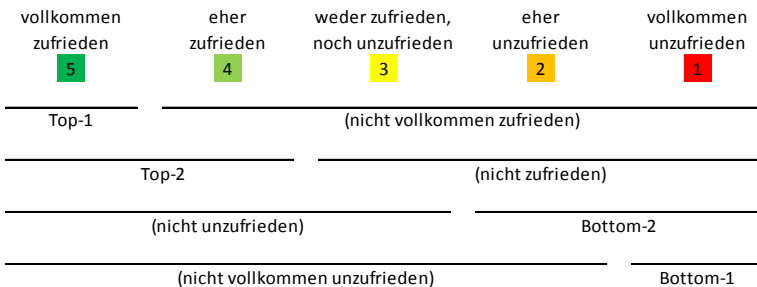 vollkommen zufrieden
eher zufrieden
weder zufrieden, noch unzufrieden
eher unzufrieden
vollkommen unzufrieden
5 4 3 2 1
Top-1 (nicht vollkommen zufrieden)
Top-2 (nicht zufrieden)
(nicht unzufrieden) Bottom-2
(nicht vollkommen unzufrieden) Bottom-1